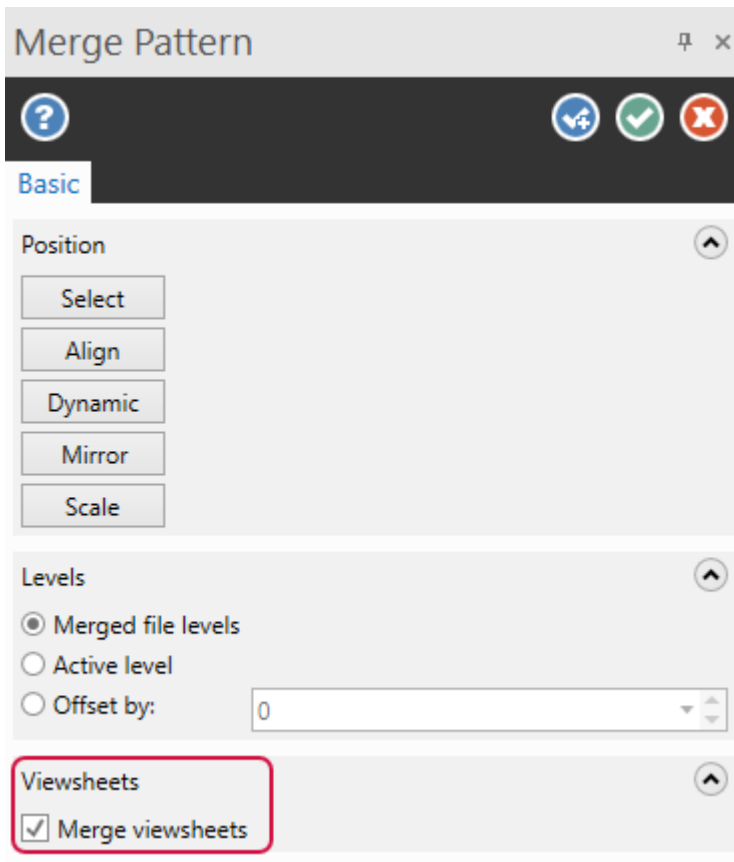 Merge Pattern
Basic
Position
Select
Align
Dynamic
Mirror
Scale
Levels
Merged file levels
Active level
Offset by: 0
Viewsheets
Merge viewsheets